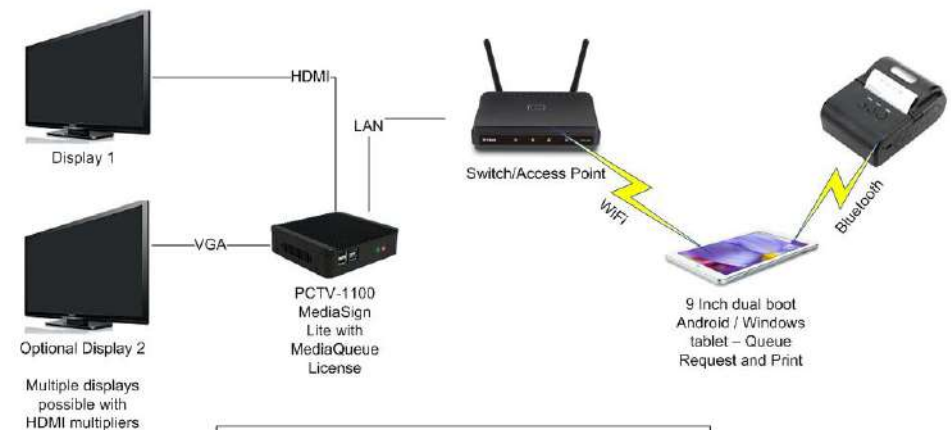 HDMI
LAN
Display 1
Switch/Access Point
WiFi
Bluetooth
VGA
PCTV-1100
MediaSign
Lite with
MediaQueue
License
9 Inch dual boot
Android / Windows
tablet – Queue
Request and Print
Optional Display 2
Multiple displays
possible with
HDMI multipliers